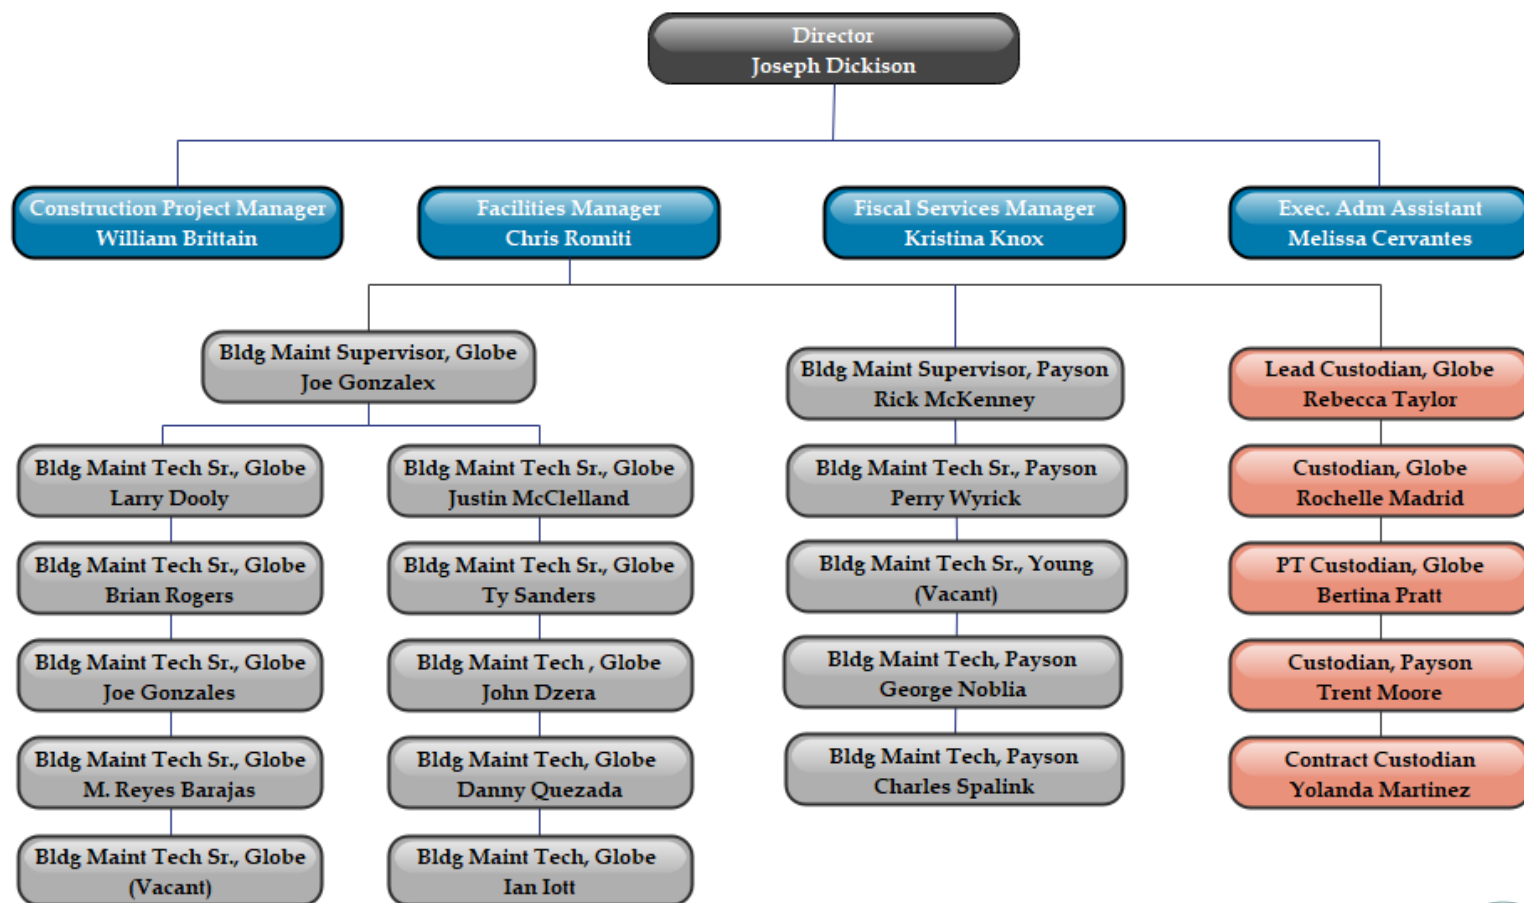 Director
Joseph Dickison
Construction Project Manager
William Brittain
Facilities Manager
Chris Romiti
Fiscal Services Manager
Kristina Knox
Exec. Adm Assistant
Melissa Cervantes
Bldg Maint Supervisor, Globe
Joe Gonzalex
Bldg Maint Tech Sr., Globe
Larry Dooly
Bldg Maint Tech Sr., Globe
Brian Rogers
Bldg Maint Tech Sr., Globe
Joe Gonzales
Bldg Maint Tech Sr., Globe
M. Reyes Barajas
Bldg Maint Tech Sr., Globe
(Vacant)
Bldg Maint Tech Sr., Globe
Justin McClelland
Bldg Maint Tech Sr., Globe
Ty Sanders
Bldg Maint Tech , Globe
John Dzera
Bldg Maint Tech, Globe
Danny Quezada
Bldg Maint Tech, Globe
Ian Iott
Bldg Maint Supervisor, Payson
Rick McKenney
Bldg Maint Tech Sr., Payson
Perry Wyrick
Bldg Maint Tech Sr., Young
(Vacant)
Bldg Maint Tech, Payson
George Noblia
Bldg Maint Tech, Payson
Charles Spalink
Lead Custodian, Globe
Rebecca Taylor
Custodian, Globe
Rochelle Madrid
PT Custodian, Globe
Bertina Pratt
Custodian, Payson
Trent Moore
Contract Custodian
Yolanda Martinez